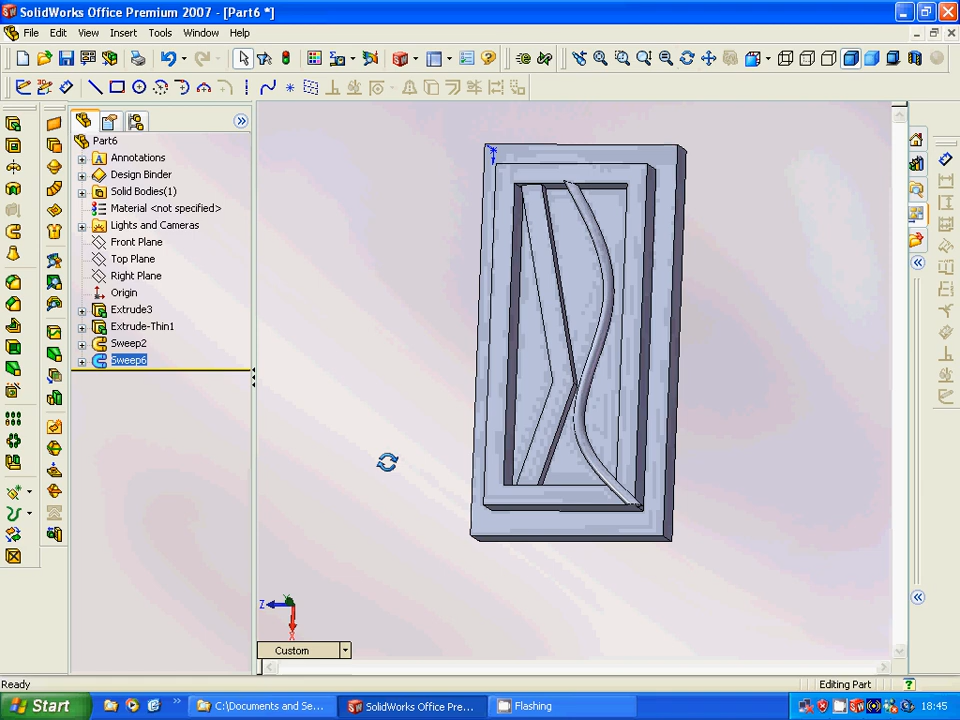 SolidWorks Office Premium 2007 - [Part6 *]
File Edit View Insert Tools Window Help
Part6
Annotations
Design Binder
Solid Bodies(1)
Material <not specified>
Lights and Cameras
Front Plane
Top Plane
Right Plane
Origin
Extrude3
Extrude-Thin1
Sweep2
Sweep6
Z
X
Custom
Ready
Editing Part
Start
C:\Documents and Se...
SolidWorks Office Pre...
Flashing
18:45